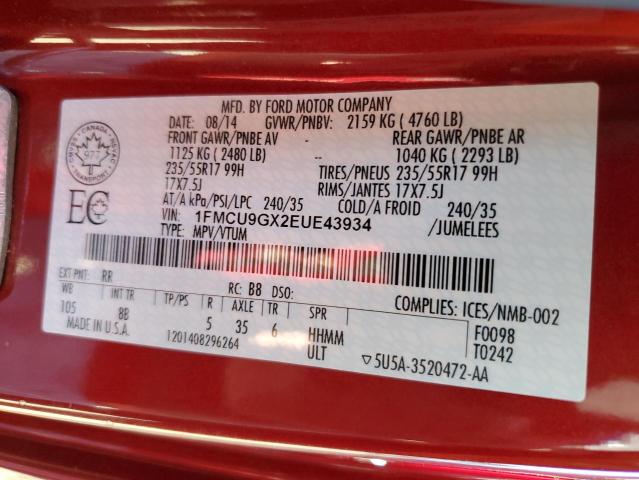 MFD. BY FORD MOTOR COMPANY
DATE: 08/14 GVWR/PNBV: 2159 KG ( 4760 LB)
FRONT GAWR/PNBE AV REAR GAWR/PNBE AR
1125 KG ( 2480 LB) -- 1040 KG ( 2293 LB)
235/55R17 99H TIRES/PNEUS 235/55R17 99H
17X7.5J RIMS/JANTES 17X7.5J
AT/A kPa/PSI/LPC 240/35 COLD/A FROID 240/35
VIN: 1FMCU9GX2EUE43934 /JUMELEES
TYPE: MPV/VTUM
CANADA
TRANSPORT
977
EC
EXT PNT: RR RC: B8 DSO: COMPLIES: ICES/NMB-002
WB INT TR TP/PS R AXLE TR SPR F0098
105 8B 5 35 6 HHMM T0242
MADE IN U.S.A. 1201408296264 ULT ▽5U5A-3520472-AA